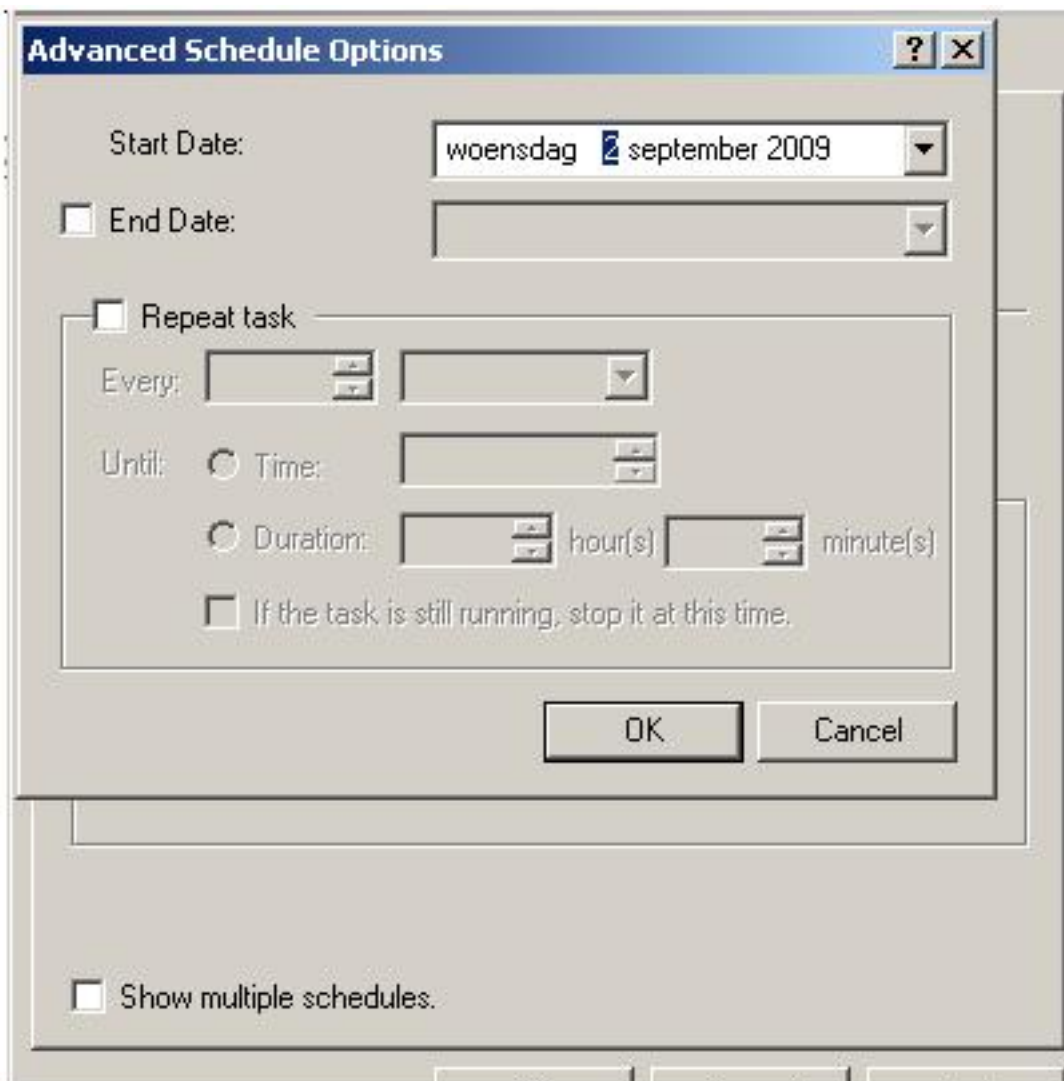 Advanced Schedule Options
Start Date: woensdag 2 september 2009
End Date:
Repeat task
Every:
Until: Time:
Duration: hour(s) minute(s)
If the task is still running, stop it at this time.
OK Cancel
Show multiple schedules.